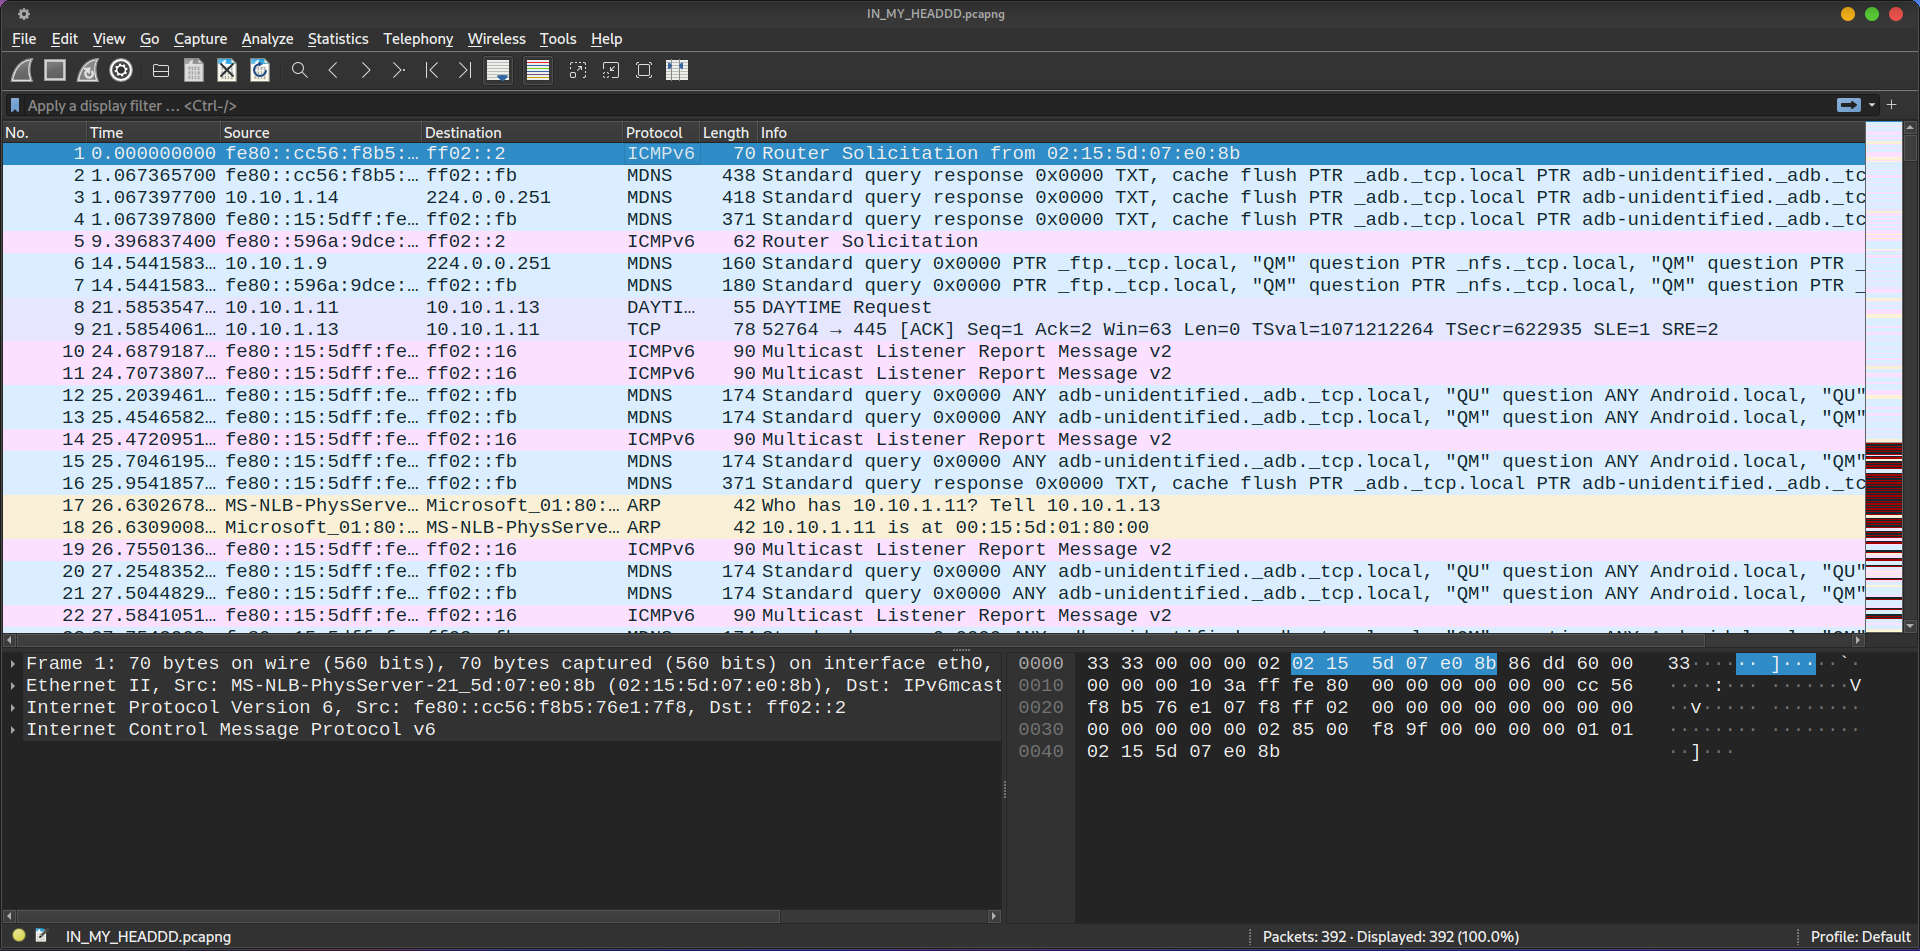 IN_MY_HEADDD.pcapng
File Edit View Go Capture Analyze Statistics Telephony Wireless Tools Help
Apply a display filter … <Ctrl-/>
No. Time Source Destination Protocol Length Info
1 0.000000000 fe80::cc56:f8b5:… ff02::2 ICMPv6 70 Router Solicitation from 02:15:5d:07:e0:8b
2 1.067365700 fe80::cc56:f8b5:… ff02::fb MDNS 438 Standard query response 0x0000 TXT, cache flush PTR _adb._tcp.local PTR adb-unidentified._adb._tc
3 1.067397700 10.10.1.14 224.0.0.251 MDNS 418 Standard query response 0x0000 TXT, cache flush PTR _adb._tcp.local PTR adb-unidentified._adb._tc
4 1.067397800 fe80::15:5dff:fe… ff02::fb MDNS 371 Standard query response 0x0000 TXT, cache flush PTR _adb._tcp.local PTR adb-unidentified._adb._tc
5 9.396837400 fe80::596a:9dce:… ff02::2 ICMPv6 62 Router Solicitation
6 14.5441583… 10.10.1.9 224.0.0.251 MDNS 160 Standard query 0x0000 PTR _ftp._tcp.local, "QM" question PTR _nfs._tcp.local, "QM" question PTR _
7 14.5441583… fe80::596a:9dce:… ff02::fb MDNS 180 Standard query 0x0000 PTR _ftp._tcp.local, "QM" question PTR _nfs._tcp.local, "QM" question PTR _
8 21.5853547… 10.10.1.11 10.10.1.13 DAYTI… 55 DAYTIME Request
9 21.5854061… 10.10.1.13 10.10.1.11 TCP 78 52764 → 445 [ACK] Seq=1 Ack=2 Win=63 Len=0 TSval=1071212264 TSecr=622935 SLE=1 SRE=2
10 24.6879187… fe80::15:5dff:fe… ff02::16 ICMPv6 90 Multicast Listener Report Message v2
11 24.7073807… fe80::15:5dff:fe… ff02::16 ICMPv6 90 Multicast Listener Report Message v2
12 25.2039461… fe80::15:5dff:fe… ff02::fb MDNS 174 Standard query 0x0000 ANY adb-unidentified._adb._tcp.local, "QU" question ANY Android.local, "QU"
13 25.4546582… fe80::15:5dff:fe… ff02::fb MDNS 174 Standard query 0x0000 ANY adb-unidentified._adb._tcp.local, "QM" question ANY Android.local, "QM"
14 25.4720951… fe80::15:5dff:fe… ff02::16 ICMPv6 90 Multicast Listener Report Message v2
15 25.7046195… fe80::15:5dff:fe… ff02::fb MDNS 174 Standard query 0x0000 ANY adb-unidentified._adb._tcp.local, "QM" question ANY Android.local, "QM"
16 25.9541857… fe80::15:5dff:fe… ff02::fb MDNS 371 Standard query response 0x0000 TXT, cache flush PTR _adb._tcp.local PTR adb-unidentified._adb._tc
17 26.6302678… MS-NLB-PhysServe… Microsoft_01:80:… ARP 42 Who has 10.10.1.11? Tell 10.10.1.13
18 26.6309008… Microsoft_01:80:… MS-NLB-PhysServe… ARP 42 10.10.1.11 is at 00:15:5d:01:80:00
19 26.7550136… fe80::15:5dff:fe… ff02::16 ICMPv6 90 Multicast Listener Report Message v2
20 27.2548352… fe80::15:5dff:fe… ff02::fb MDNS 174 Standard query 0x0000 ANY adb-unidentified._adb._tcp.local, "QU" question ANY Android.local, "QU"
21 27.5044829… fe80::15:5dff:fe… ff02::fb MDNS 174 Standard query 0x0000 ANY adb-unidentified._adb._tcp.local, "QM" question ANY Android.local, "QM"
22 27.5841051… fe80::15:5dff:fe… ff02::16 ICMPv6 90 Multicast Listener Report Message v2
Frame 1: 70 bytes on wire (560 bits), 70 bytes captured (560 bits) on interface eth0,
Ethernet II, Src: MS-NLB-PhysServer-21_5d:07:e0:8b (02:15:5d:07:e0:8b), Dst: IPv6mcast
Internet Protocol Version 6, Src: fe80::cc56:f8b5:76e1:7f8, Dst: ff02::2
Internet Control Message Protocol v6
0000 33 33 00 00 00 02 02 15 5d 07 e0 8b 86 dd 60 00 33······ ]·····`·
0010 00 00 00 10 3a ff fe 80 00 00 00 00 00 00 cc 56 ····:··· ·······V
0020 f8 b5 76 e1 07 f8 ff 02 00 00 00 00 00 00 00 00 ··v····· ········
0030 00 00 00 00 00 02 85 00 f8 9f 00 00 00 00 01 01 ········ ········
0040 02 15 5d 07 e0 8b ··]···
IN_MY_HEADDD.pcapng
Packets: 392 · Displayed: 392 (100.0%)
Profile: Default